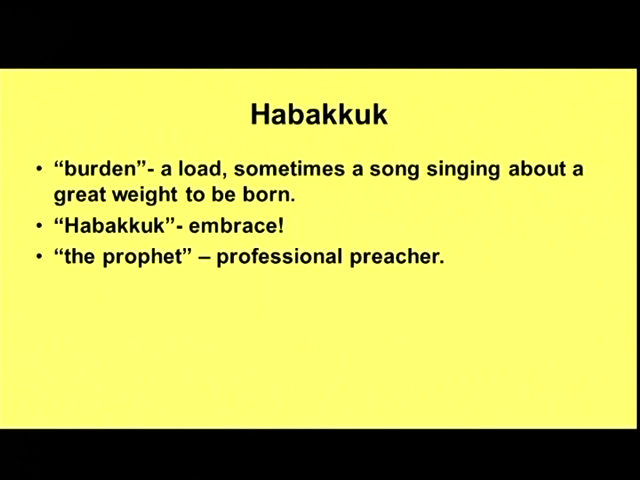 Habakkuk
• “burden”- a load, sometimes a song singing about a
great weight to be born.
• “Habakkuk”- embrace!
• “the prophet” – professional preacher.